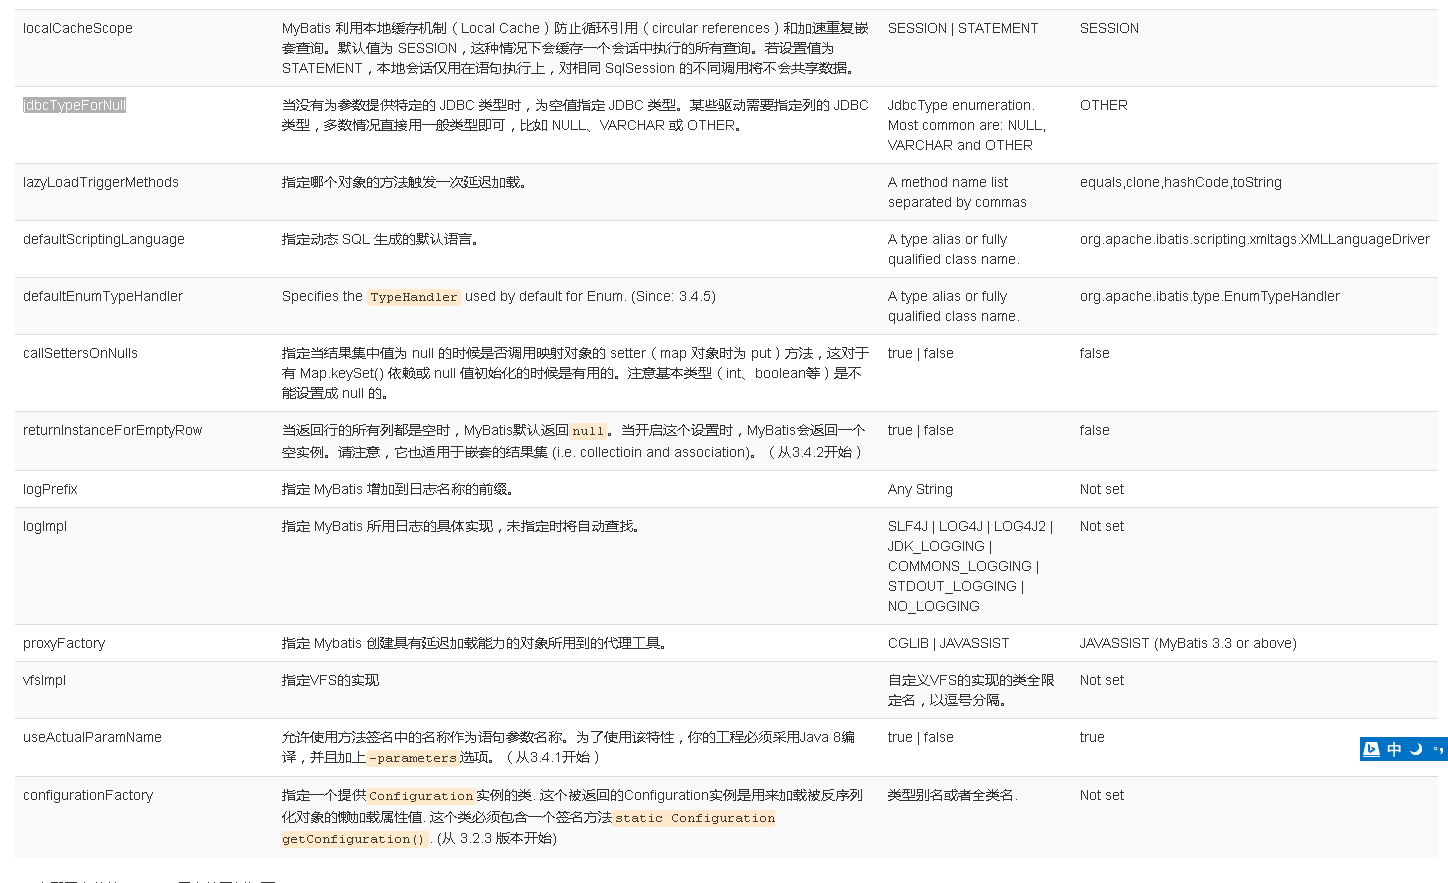 localCacheScope
MyBatis 利用本地缓存机制（Local Cache）防止循环引用（circular references）和加速重复嵌
套查询。默认值为 SESSION，这种情况下会缓存一个会话中执行的所有查询。若设置值为
STATEMENT，本地会话仅用在语句执行上，对相同 SqlSession 的不同调用将不会共享数据。
SESSION | STATEMENT
SESSION
jdbcTypeForNull
当没有为参数提供特定的 JDBC 类型时，为空值指定 JDBC 类型。某些驱动需要指定列的 JDBC
类型，多数情况直接用一般类型即可，比如 NULL、VARCHAR 或 OTHER。
JdbcType enumeration.
Most common are: NULL,
VARCHAR and OTHER
OTHER
lazyLoadTriggerMethods
指定哪个对象的方法触发一次延迟加载。
A method name list
separated by commas
equals,clone,hashCode,toString
defaultScriptingLanguage
指定动态 SQL 生成的默认语言。
A type alias or fully
qualified class name.
org.apache.ibatis.scripting.xmltags.XMLLanguageDriver
defaultEnumTypeHandler
Specifies the TypeHandler used by default for Enum. (Since: 3.4.5)
A type alias or fully
qualified class name.
org.apache.ibatis.type.EnumTypeHandler
callSettersOnNulls
指定当结果集中值为 null 的时候是否调用映射对象的 setter（map 对象时为 put）方法，这对于
有 Map.keySet() 依赖或 null 值初始化的时候是有用的。注意基本类型（int、boolean等）是不
能设置成 null 的。
true | false
false
returnInstanceForEmptyRow
当返回行的所有列都是空时，MyBatis默认返回null。当开启这个设置时，MyBatis会返回一个
空实例。请注意，它也适用于嵌套的结果集 (i.e. collectioin and association)。（从3.4.2开始）
true | false
false
logPrefix
指定 MyBatis 增加到日志名称的前缀。
Any String
Not set
logImpl
指定 MyBatis 所用日志的具体实现，未指定时将自动查找。
SLF4J | LOG4J | LOG4J2 |
JDK_LOGGING |
COMMONS_LOGGING |
STDOUT_LOGGING |
NO_LOGGING
Not set
proxyFactory
指定 Mybatis 创建具有延迟加载能力的对象所用到的代理工具。
CGLIB | JAVASSIST
JAVASSIST (MyBatis 3.3 or above)
vfsImpl
指定VFS的实现
自定义VFS的实现的类全限
定名，以逗号分隔。
Not set
useActualParamName
允许使用方法签名中的名称作为语句参数名称。为了使用该特性，你的工程必须采用Java 8编
译，并且加上-parameters选项。（从3.4.1开始）
true | false
true
中
configurationFactory
指定一个提供Configuration实例的类. 这个被返回的Configuration实例是用来加载被反序列
化对象的懒加载属性值. 这个类必须包含一个签名方法static Configuration
getConfiguration(). (从 3.2.3 版本开始)
类型别名或者全类名.
Not set